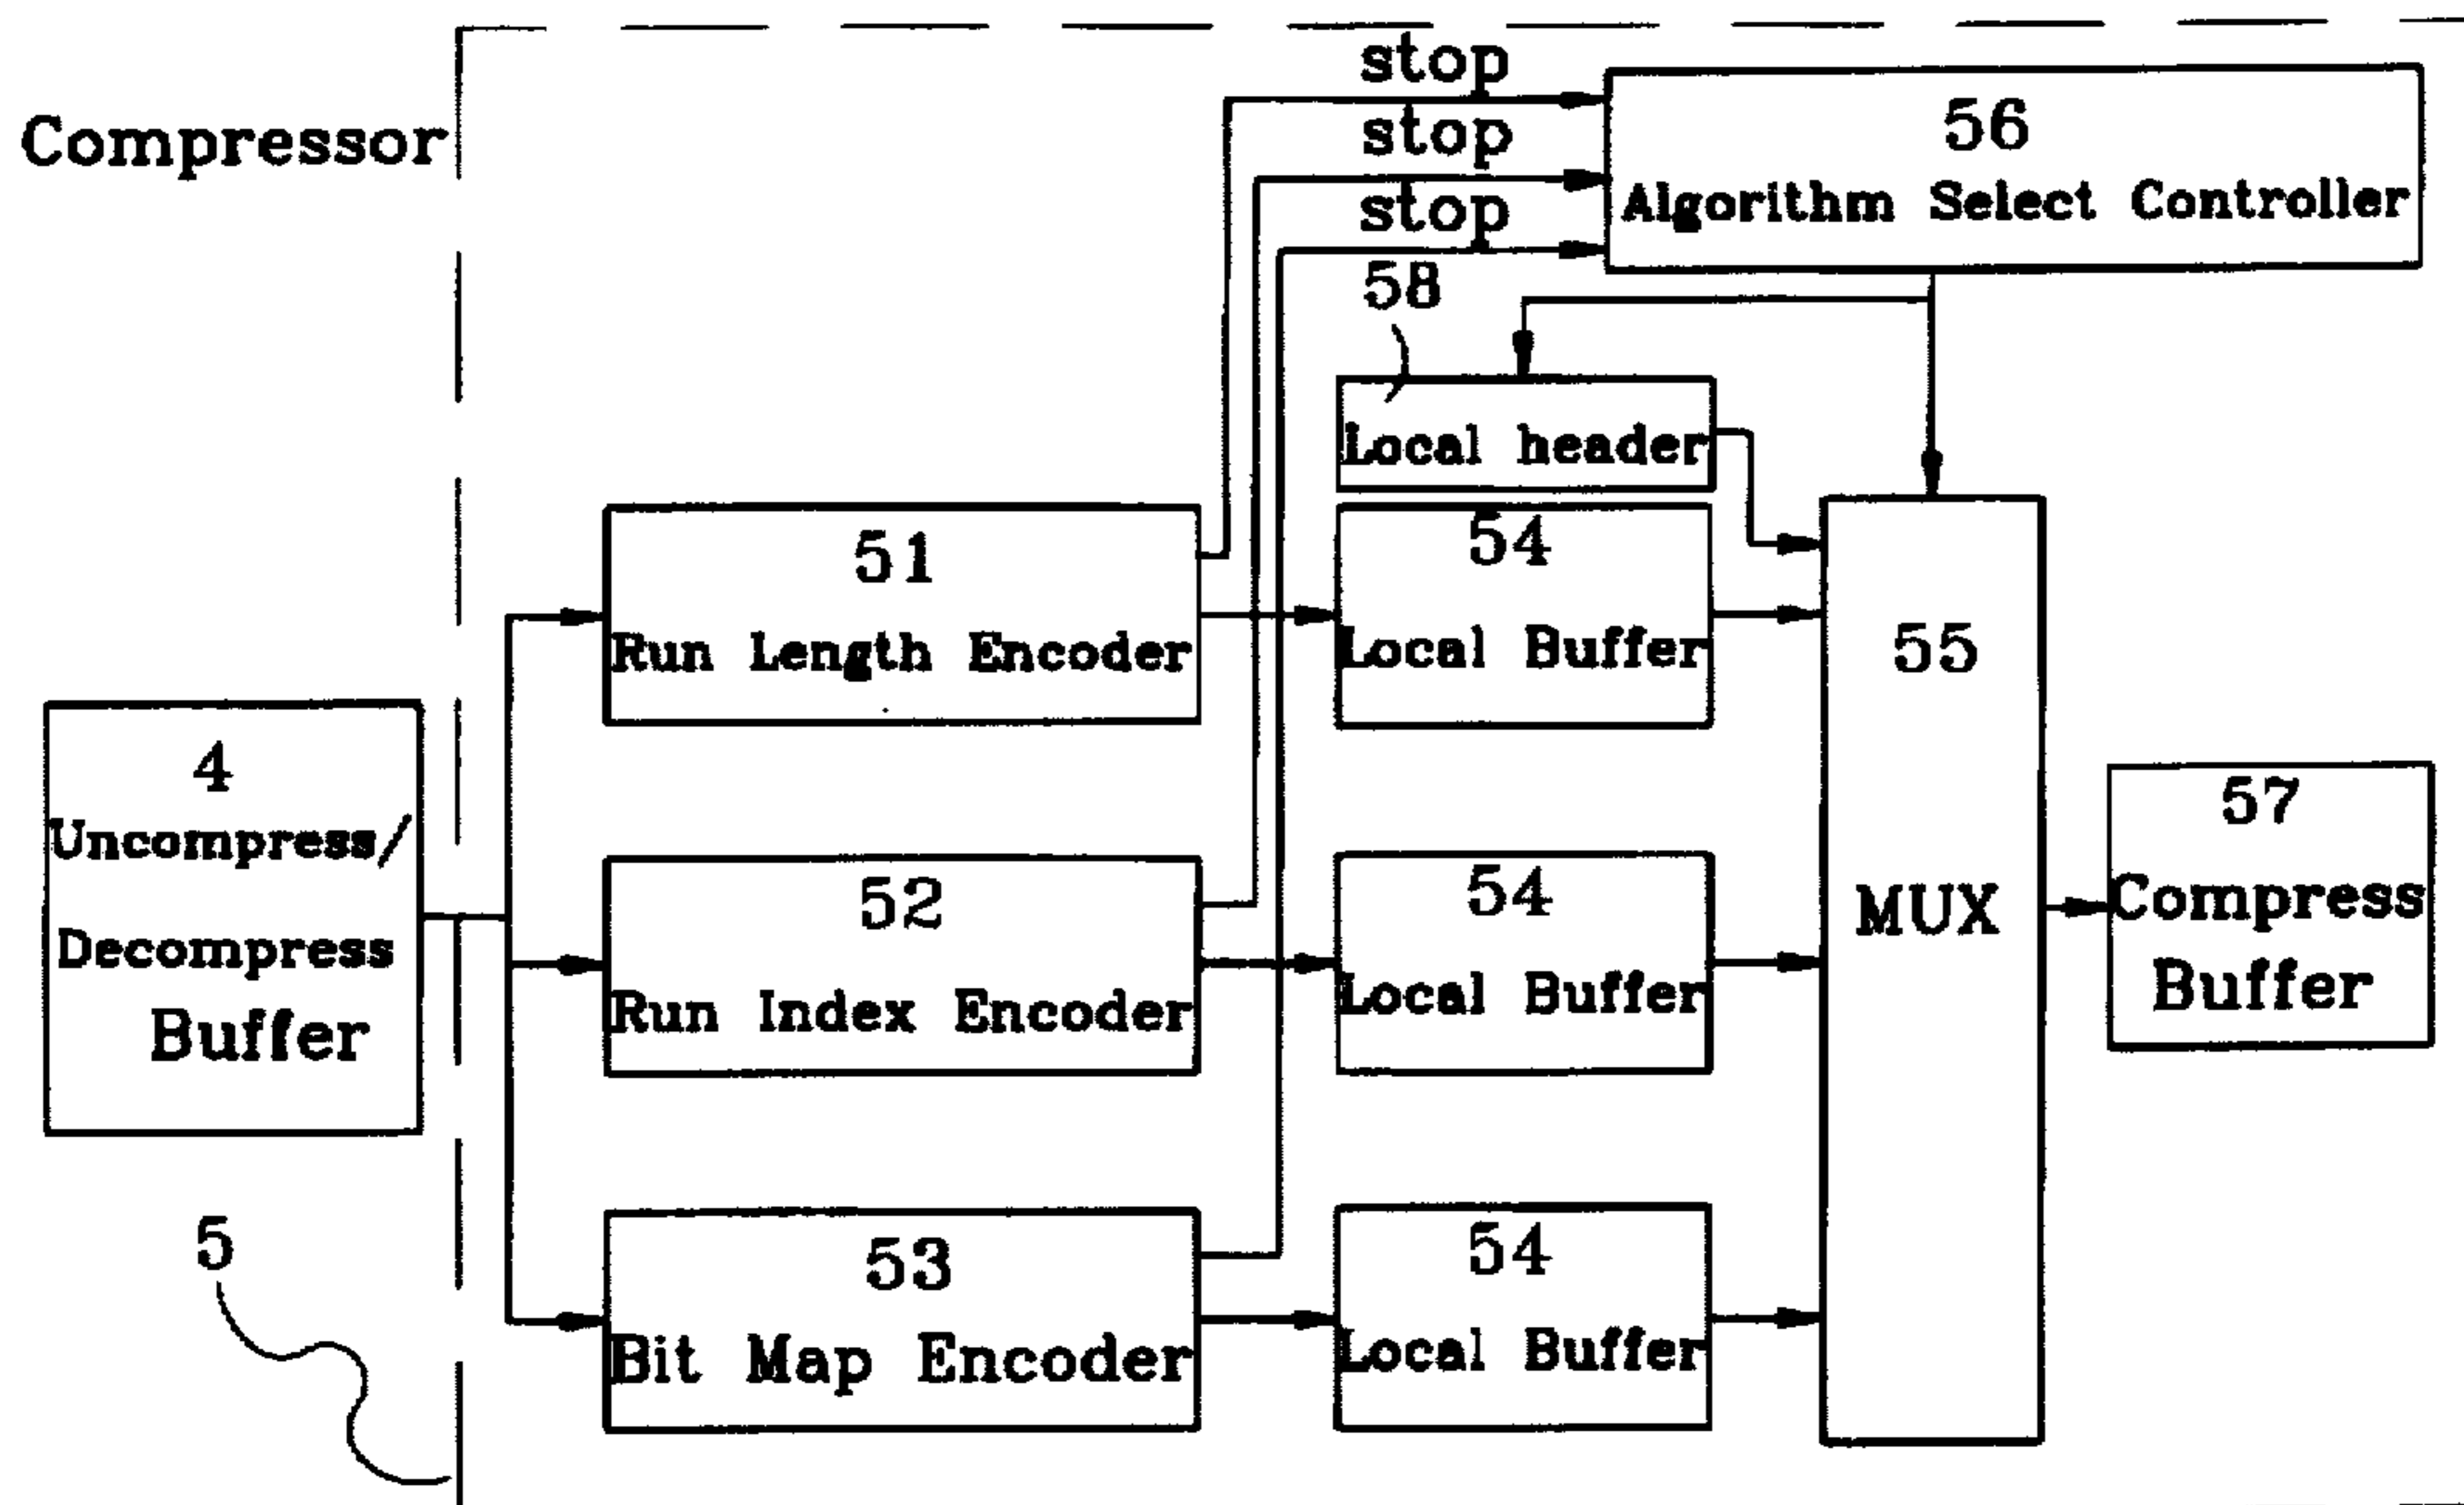 Compressor
stop
stop
stop
56
Algorithm Select Controller
58
Local header
51
Run Length Encoder
54
Local Buffer
55
MUX
4
Uncompress/
Decompress
Buffer
52
Run Index Encoder
54
Local Buffer
57
Compress
Buffer
5
53
Bit Map Encoder
54
Local Buffer